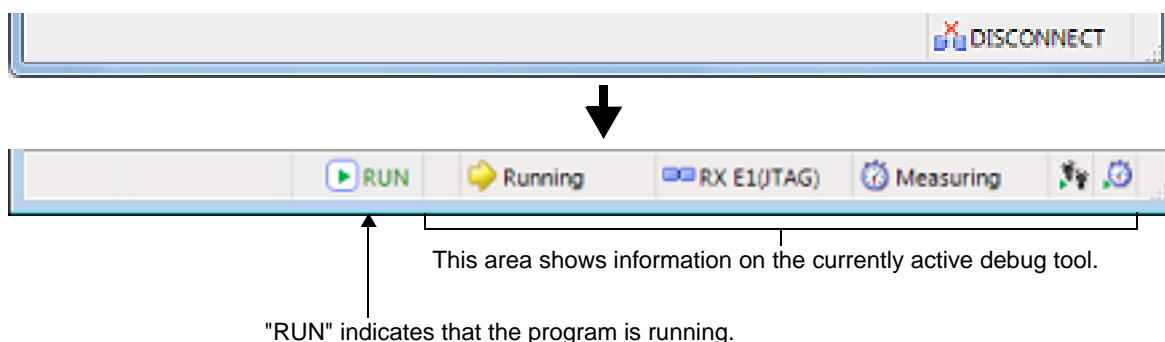 DISCONNECT
RUN Running RX E1(JTAG) Measuring
This area shows information on the currently active debug tool.
"RUN" indicates that the program is running.